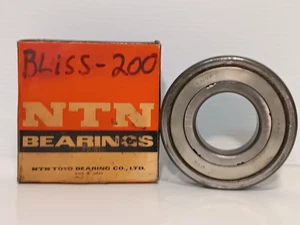 BLiSS-200
NTN
BEARINGS
NTN TOYO BEARING CO., LTD.